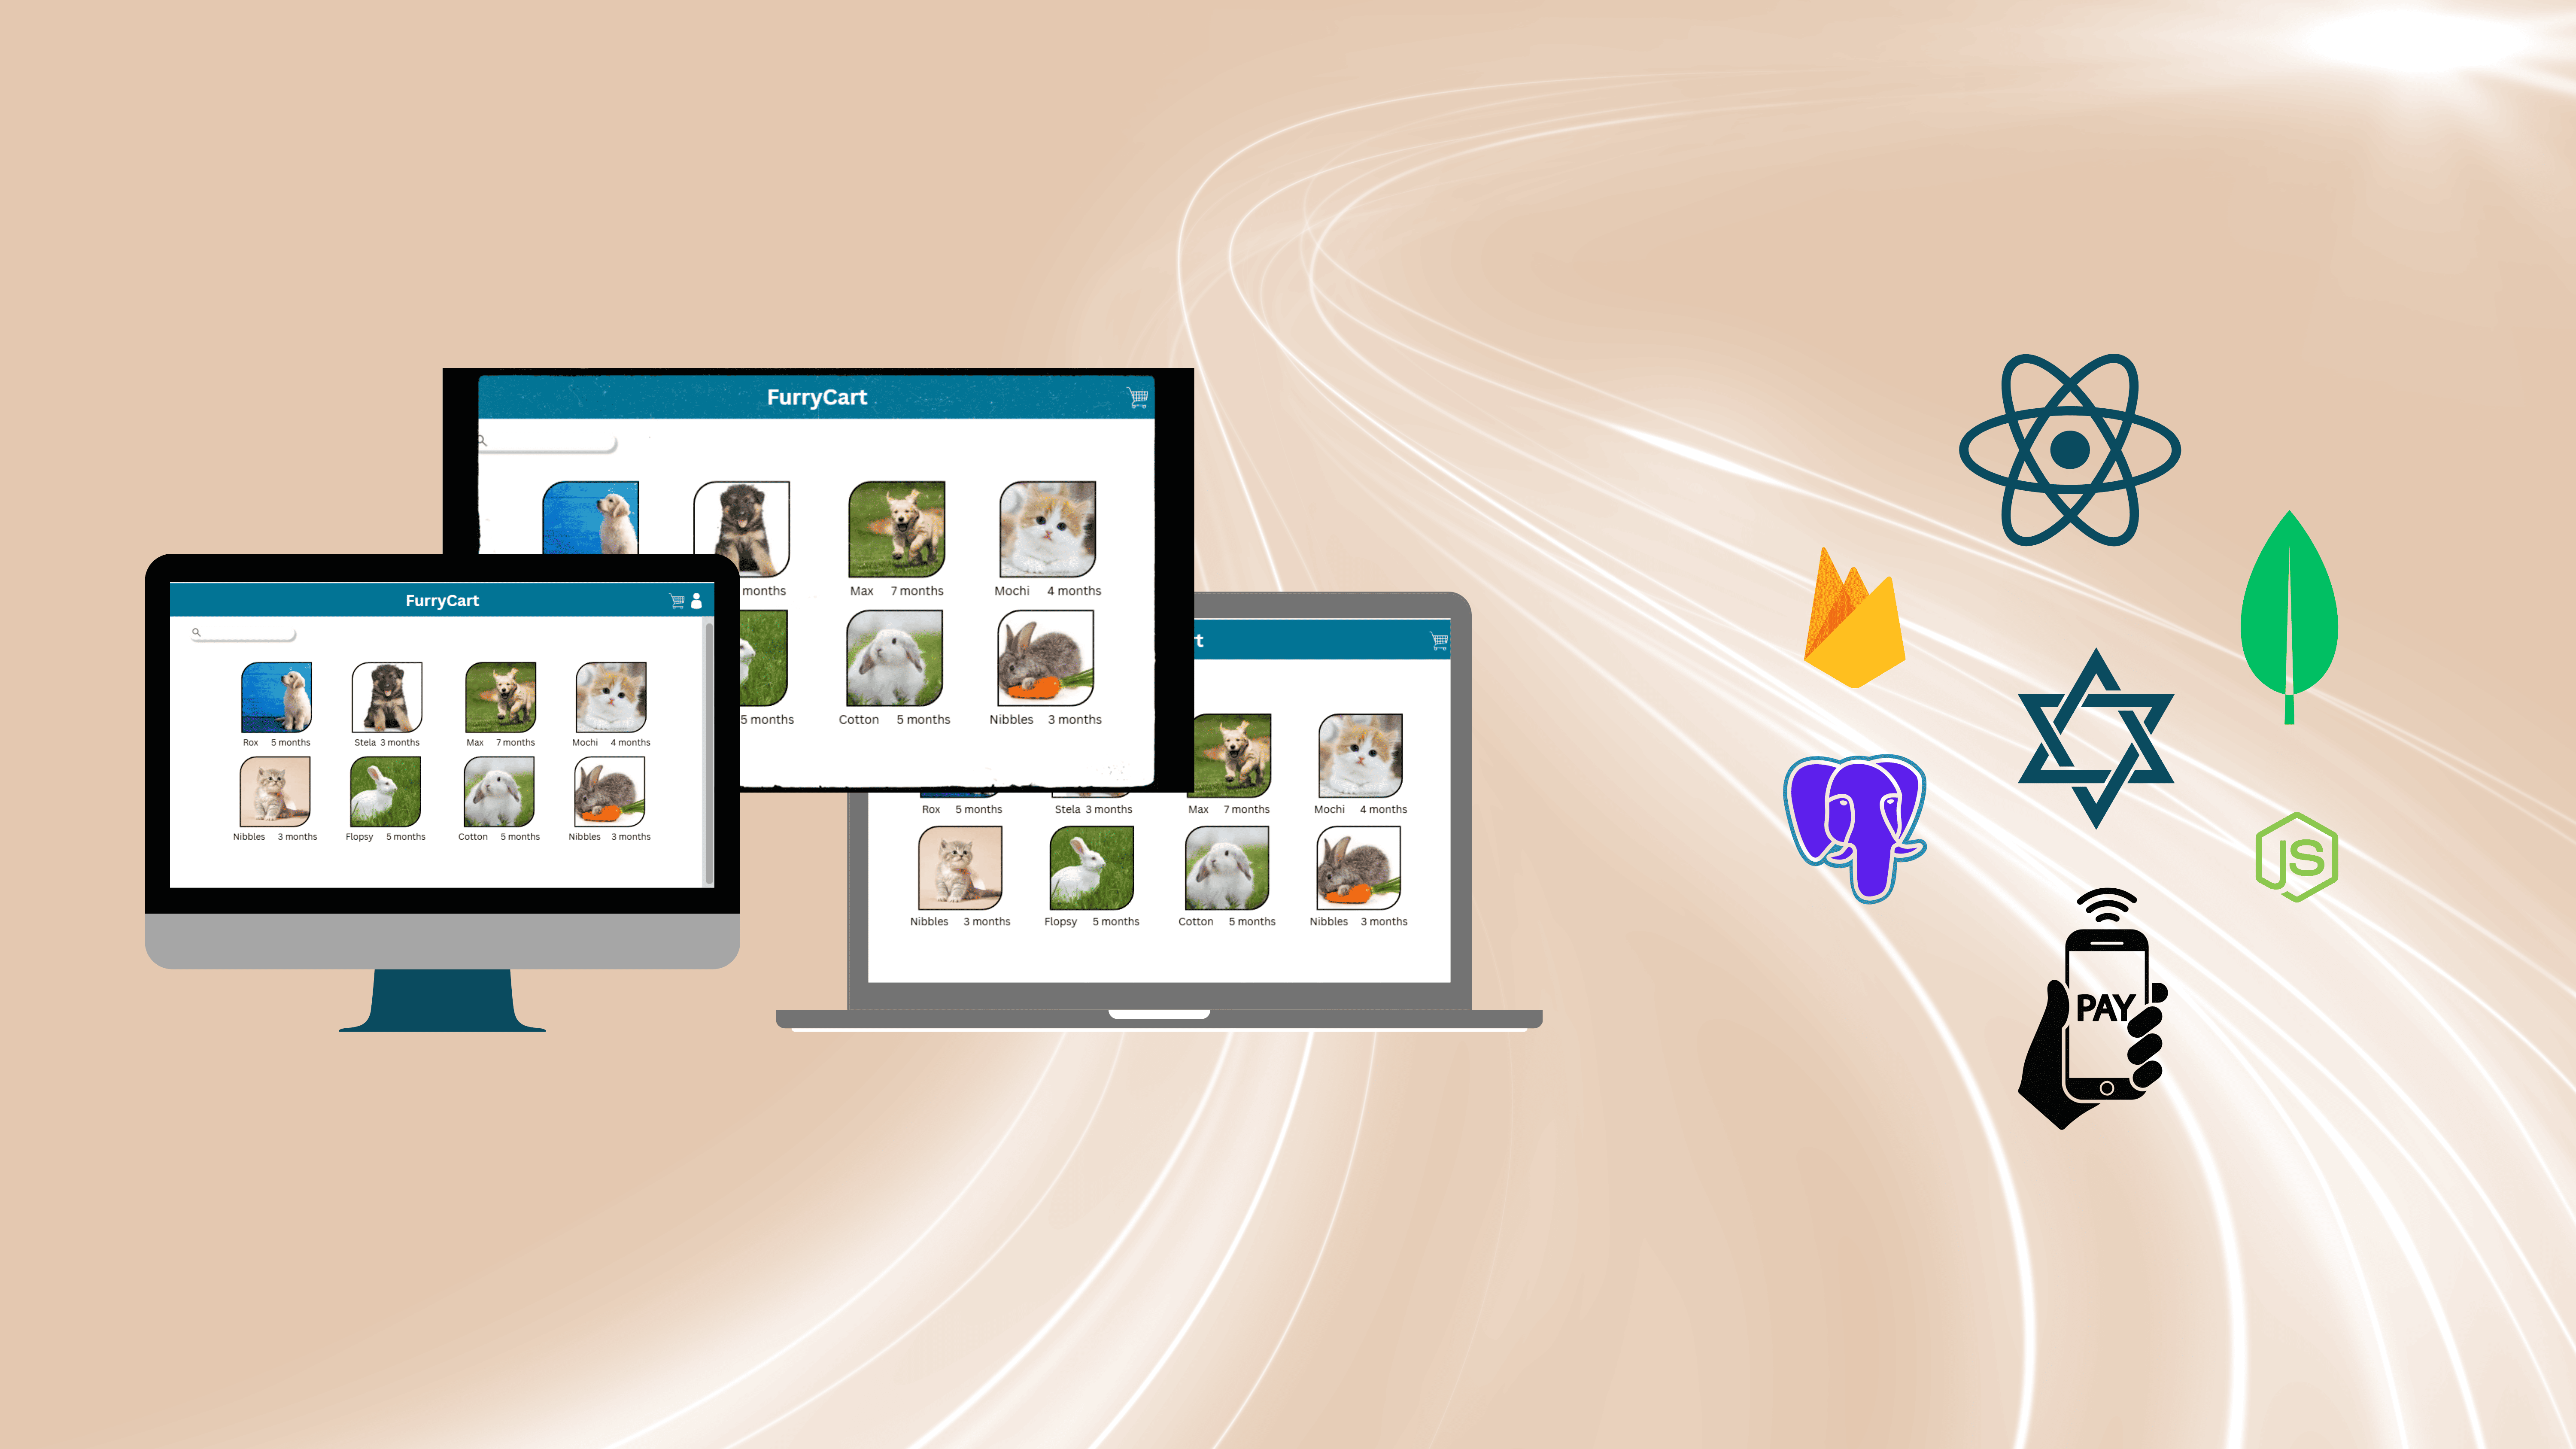 FurryCart
months
Max 7 months
Mochi 4 months
5 months
Cotton 5 months
Nibbles 3 months
FurryCart
Rox 5 months
Stela 3 months
Max 7 months
Mochi 4 months
Nibbles 3 months
Flopsy 5 months
Cotton 5 months
Nibbles 3 months
t
Rox 5 months
Stela 3 months
Max 7 months
Mochi 4 months
Nibbles 3 months
Flopsy 5 months
Cotton 5 months
Nibbles 3 months
JS
PAY